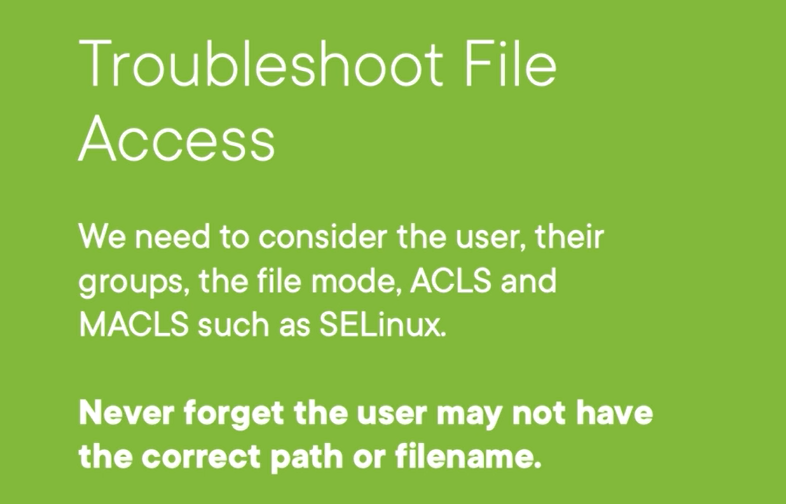 Troubleshoot File
Access
We need to consider the user, their
groups, the file mode, ACLS and
MACLS such as SELinux.
Never forget the user may not have
the correct path or filename.